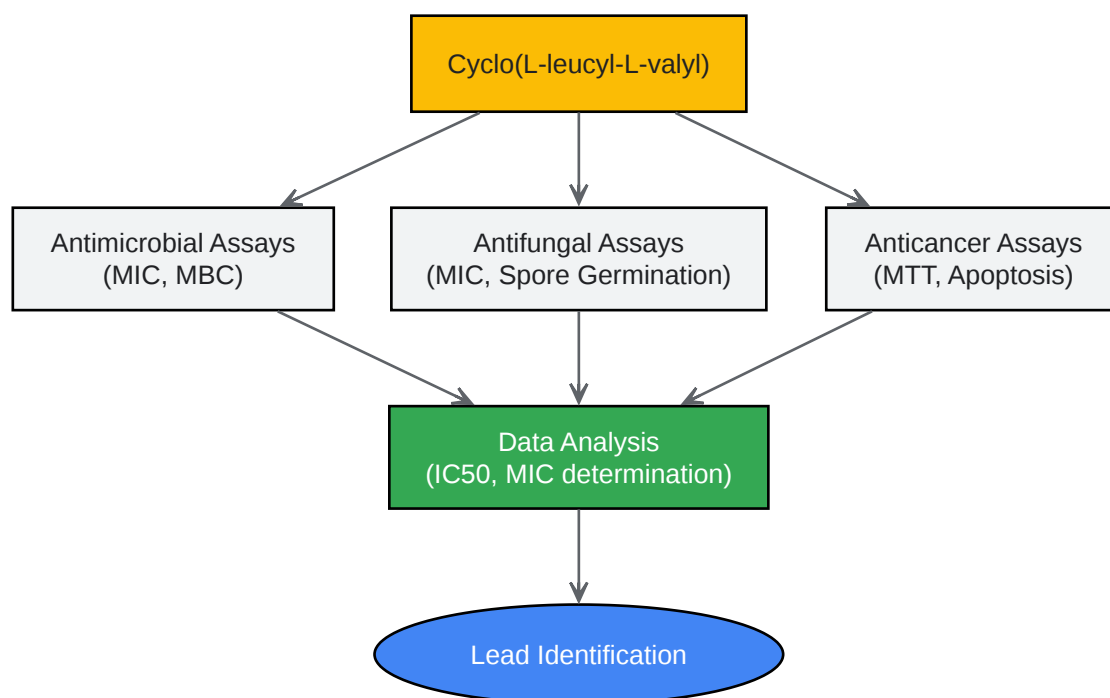 Cyclo(L-leucyl-L-valyl)
Antimicrobial Assays
(MIC, MBC)
Antifungal Assays
(MIC, Spore Germination)
Anticancer Assays
(MTT, Apoptosis)
Data Analysis
(IC50, MIC determination)
Lead Identification